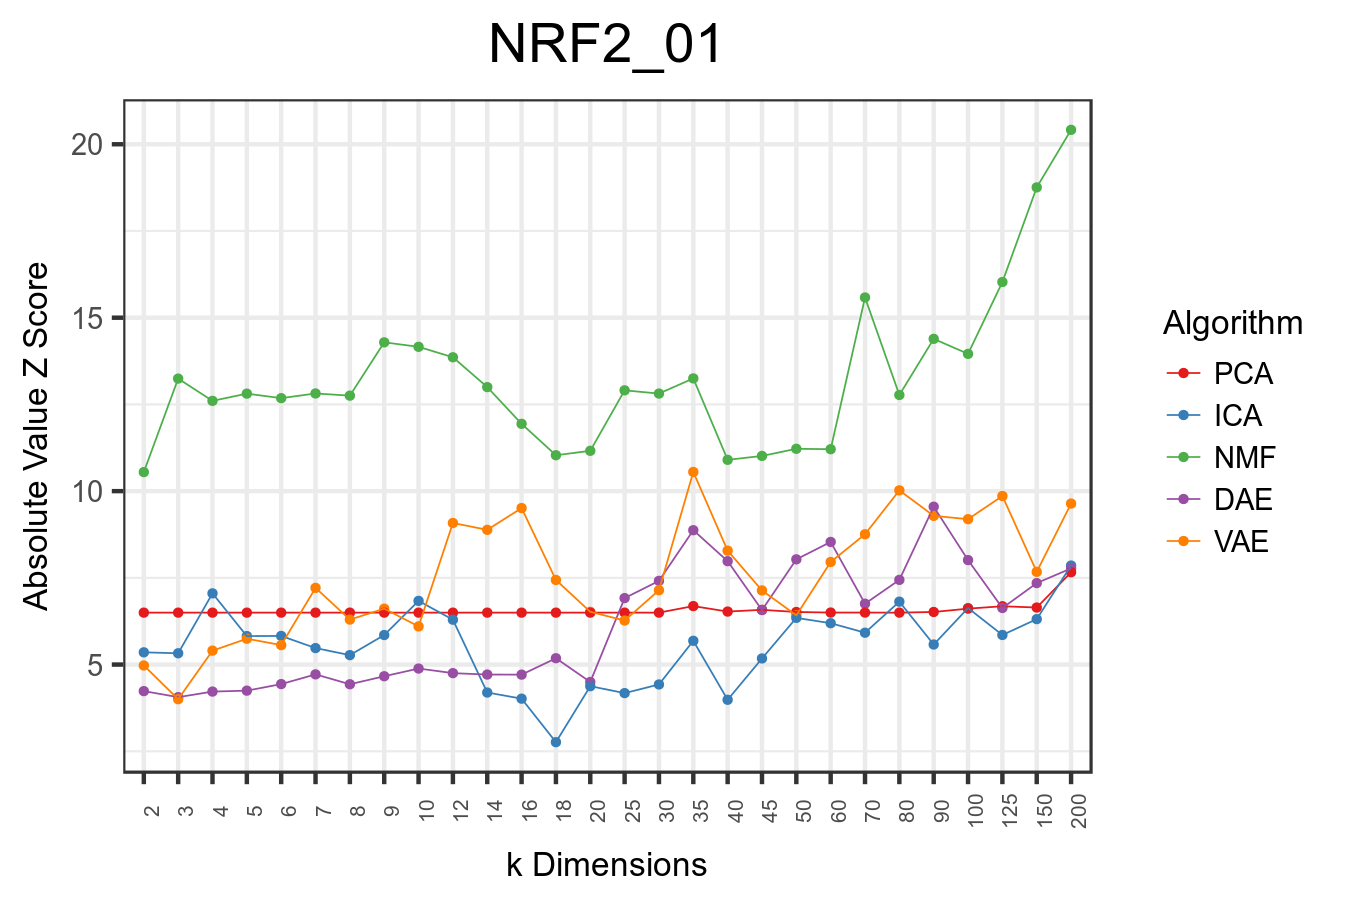 NRF2_01
Absolute Value Z Score
20
15
10
5
2 3 4 5 6 7 8 9 10 12 14 16 18 20 25 30 35 40 45 50 60 70 80 90 100 125 150 200
k Dimensions
Algorithm
PCA
ICA
NMF
DAE
VAE